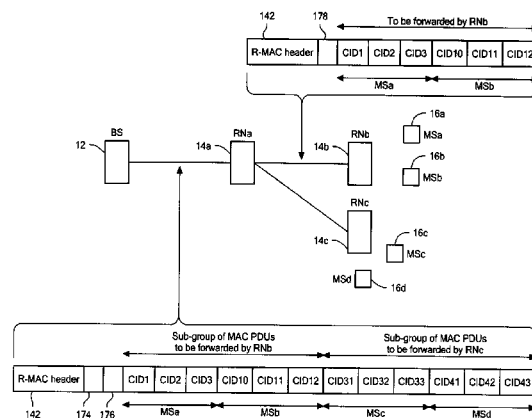 142
178
To be forwarded by RNb
R-MAC header
CID1 CID2 CID3 CID10 CID11 CID12
MSa MSb
BS
12
RNa
14a
RNb
14b
16a
MSa
16b
MSb
RNc
14c
16c
MSc
MSd
16d
Sub-group of MAC PDUs
to be forwarded by RNb
Sub-group of MAC PDUs
to be forwarded by RNc
R-MAC header
CID1 CID2 CID3 CID10 CID11 CID12 CID31 CID32 CID33 CID41 CID42 CID43
142
174
176
MSa MSb MSc MSd